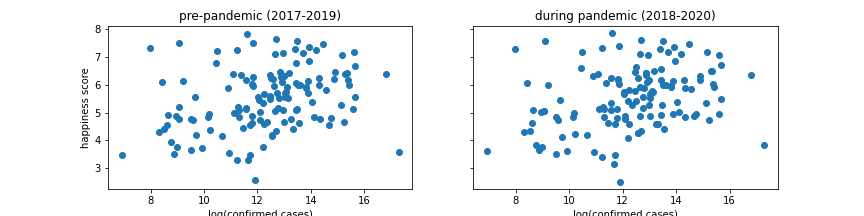 pre-pandemic (2017-2019)
during pandemic (2018-2020)
happiness score
8
7
6
5
4
3
8 10 12 14 16
8 10 12 14 16
log(confirmed cases)
log(confirmed cases)